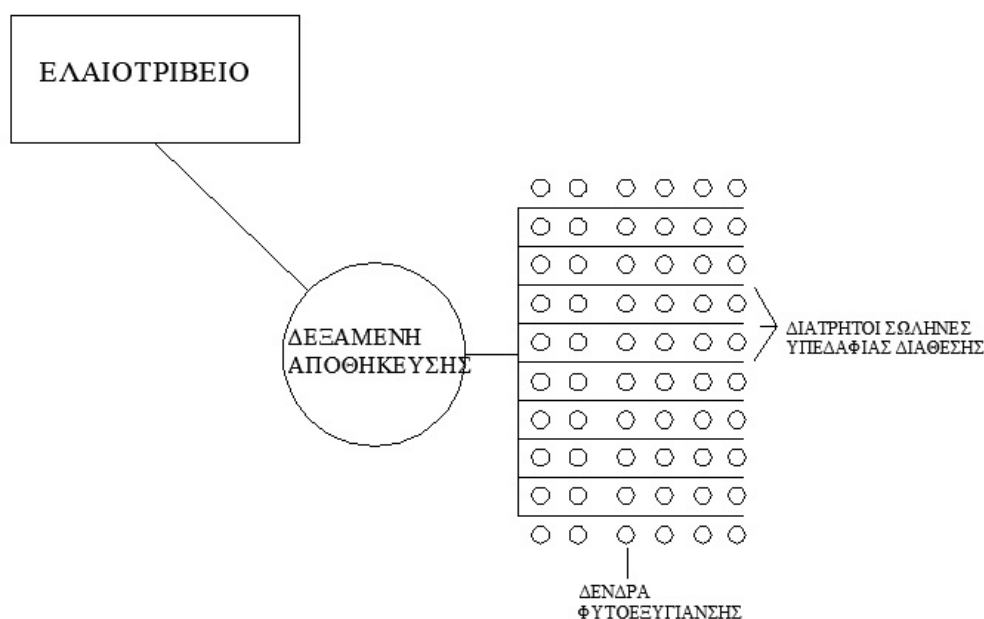 ΕΛΑΙΟΤΡΙΒΕΙΟ
ΔΕΞΑΜΕΝΗ
ΑΠΟΘΗΚΕΥΣΗΣ
ΔΙΑΤΡΗΤΟΙ ΣΩΛΗΝΕΣ
ΥΠΕΔΑΦΙΑΣ ΔΙΑΘΕΣΗΣ
ΔΕΝΔΡΑ
ΦΥΤΟΕΞΥΓΙΑΝΣΗΣ